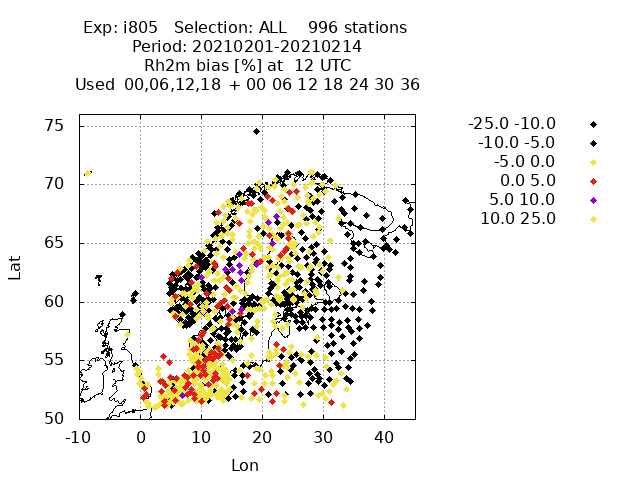 Exp: i805 Selection: ALL 996 stations
Period: 20210201-20210214
Rh2m bias [%] at 12 UTC
Used 00,06,12,18 + 00 06 12 18 24 30 36
-25.0 -10.0
-10.0 -5.0
-5.0 0.0
0.0 5.0
5.0 10.0
10.0 25.0
75
70
65
60
55
50
Lat
-10 0 10 20 30 40
Lon